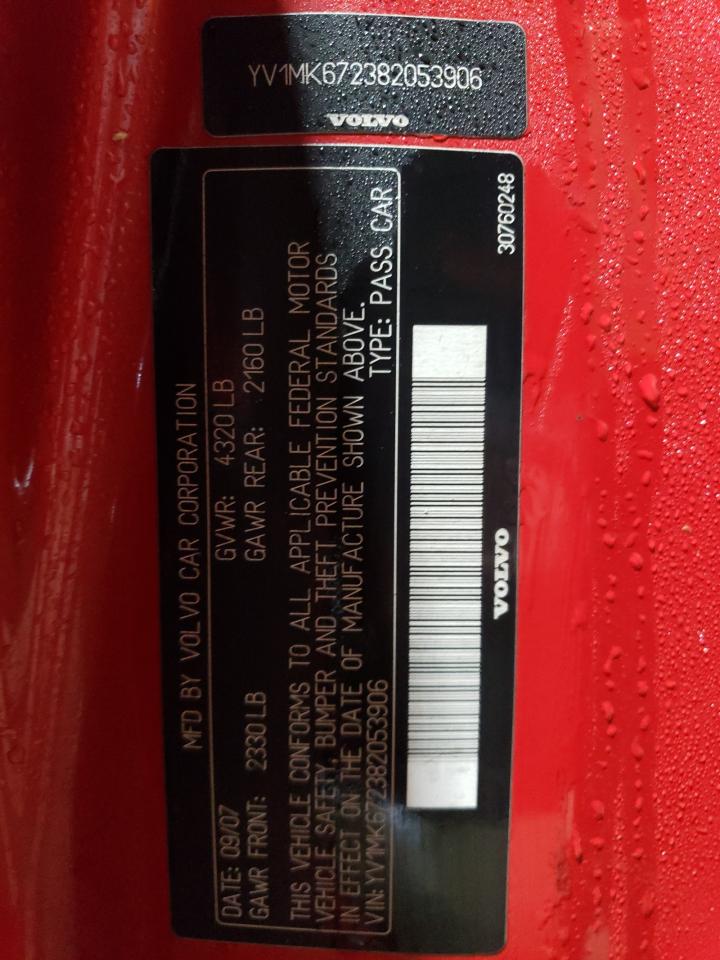 YV1MK672382053906
VOLVO
MFD BY VOLVO CAR CORPORATION
DATE: 09/07 GVWR: 4320 LB
GAWR FRONT: 2330 LB GAWR REAR: 2160 LB
THIS VEHICLE CONFORMS TO ALL APPLICABLE FEDERAL MOTOR
VEHICLE SAFETY, BUMPER AND THEFT PREVENTION STANDARDS
IN EFFECT ON THE DATE OF MANUFACTURE SHOWN ABOVE.
VIN: YV1MK672382053906 TYPE: PASS CAR
VOLVO
30760248